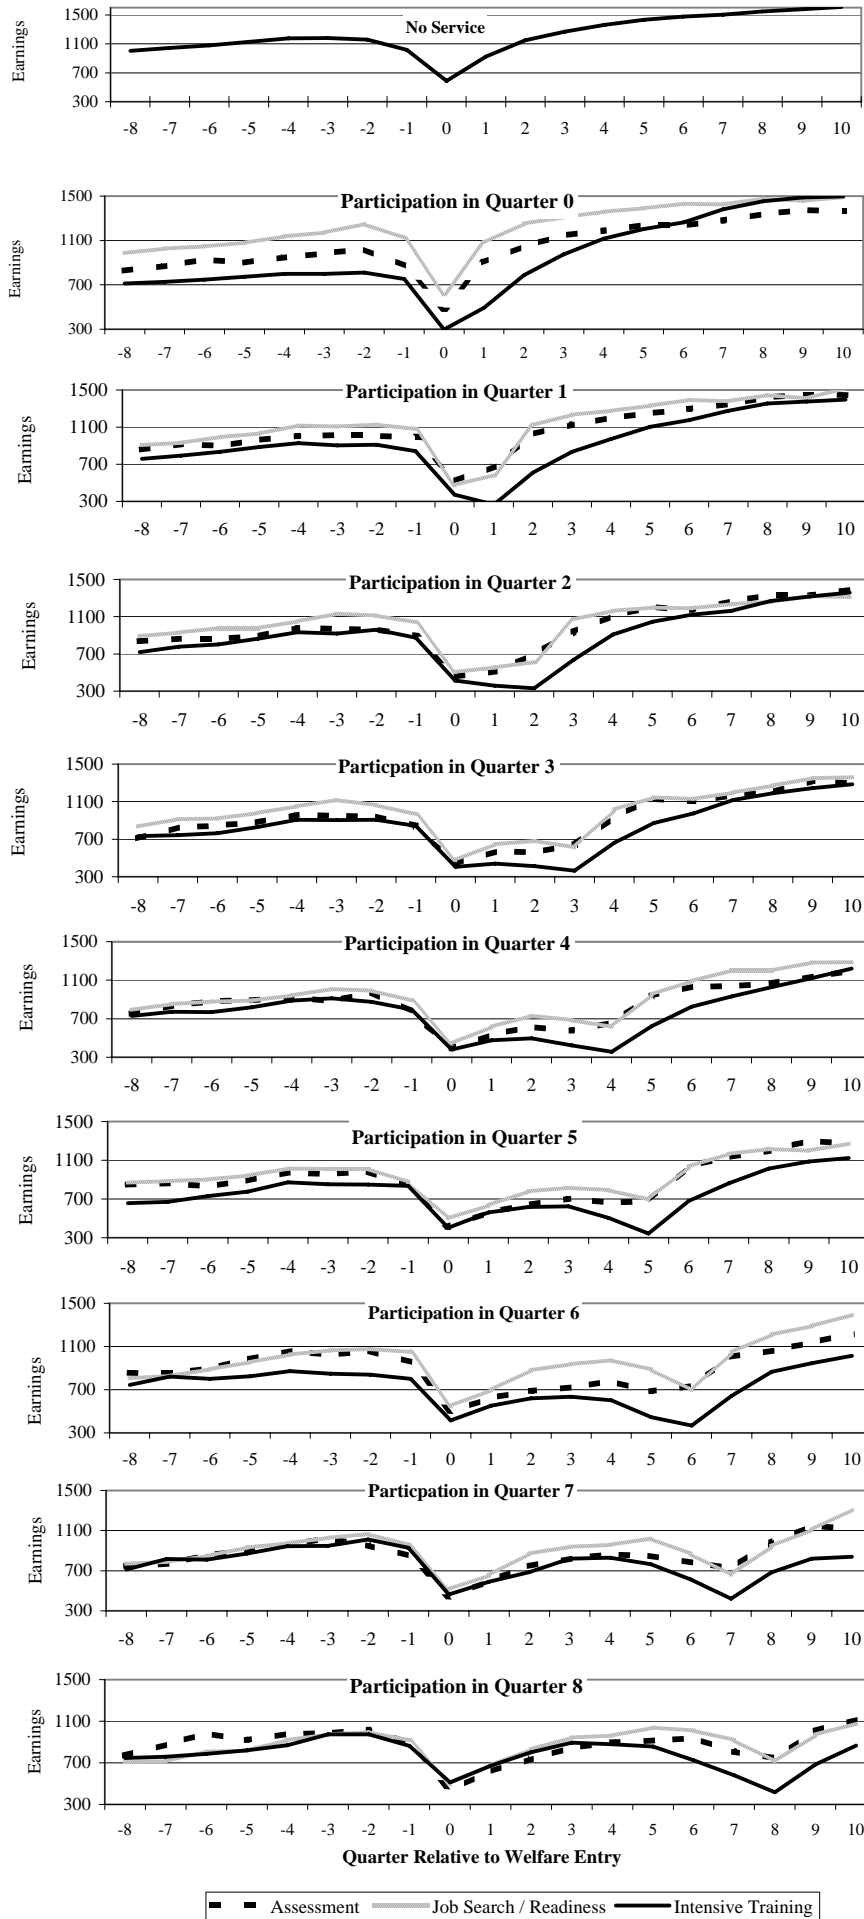 No Service
Earnings
1500
1100
700
300
-8 -7 -6 -5 -4 -3 -2 -1 0 1 2 3 4 5 6 7 8 9 10
Participation in Quarter 0
Earnings
1500
1100
700
300
-8 -7 -6 -5 -4 -3 -2 -1 0 1 2 3 4 5 6 7 8 9 10
Participation in Quarter 1
Earnings
1500
1100
700
300
-8 -7 -6 -5 -4 -3 -2 -1 0 1 2 3 4 5 6 7 8 9 10
Participation in Quarter 2
Earnings
1500
1100
700
300
-8 -7 -6 -5 -4 -3 -2 -1 0 1 2 3 4 5 6 7 8 9 10
Particpation in Quarter 3
Earnings
1500
1100
700
300
-8 -7 -6 -5 -4 -3 -2 -1 0 1 2 3 4 5 6 7 8 9 10
Participation in Quarter 4
Earnings
1500
1100
700
300
-8 -7 -6 -5 -4 -3 -2 -1 0 1 2 3 4 5 6 7 8 9 10
Participation in Quarter 5
Earnings
1500
1100
700
300
-8 -7 -6 -5 -4 -3 -2 -1 0 1 2 3 4 5 6 7 8 9 10
Participation in Quarter 6
Earnings
1500
1100
700
300
-8 -7 -6 -5 -4 -3 -2 -1 0 1 2 3 4 5 6 7 8 9 10
Particpation in Quarter 7
Earnings
1500
1100
700
300
-8 -7 -6 -5 -4 -3 -2 -1 0 1 2 3 4 5 6 7 8 9 10
Participation in Quarter 8
Earnings
1500
1100
700
300
-8 -7 -6 -5 -4 -3 -2 -1 0 1 2 3 4 5 6 7 8 9 10
Quarter Relative to Welfare Entry
Assessment Job Search / Readiness Intensive Training